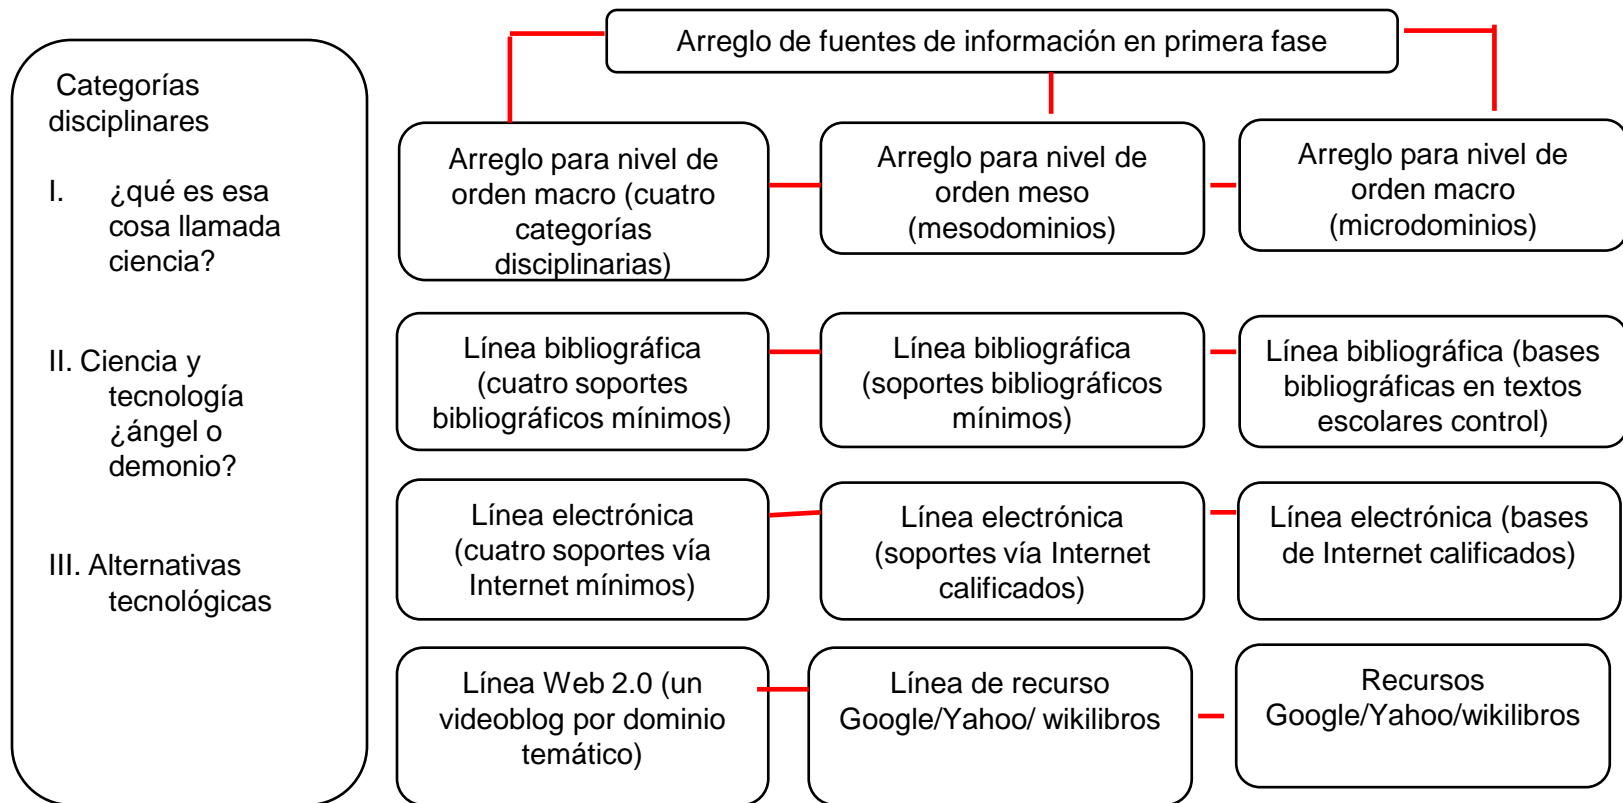 Arreglo de fuentes de información en primera fase
Categorías
disciplinares
I. ¿qué es esa
cosa llamada
ciencia?
II. Ciencia y
tecnología
¿ángel o
demonio?
III. Alternativas
tecnológicas
Arreglo para nivel de
orden macro (cuatro
categorías
disciplinarias)
Arreglo para nivel de
orden meso
(mesodominios)
Arreglo para nivel de
orden macro
(microdominios)
Línea bibliográfica
(cuatro soportes
bibliográficos mínimos)
Línea bibliográfica
(soportes bibliográficos
mínimos)
Línea bibliográfica (bases
bibliográficas en textos
escolares control)
Línea electrónica
(cuatro soportes vía
Internet mínimos)
Línea electrónica
(soportes vía Internet
calificados)
Línea electrónica (bases
de Internet calificados)
Línea Web 2.0 (un
videoblog por dominio
temático)
Línea de recurso
Google/Yahoo/ wikilibros
Recursos
Google/Yahoo/wikilibros